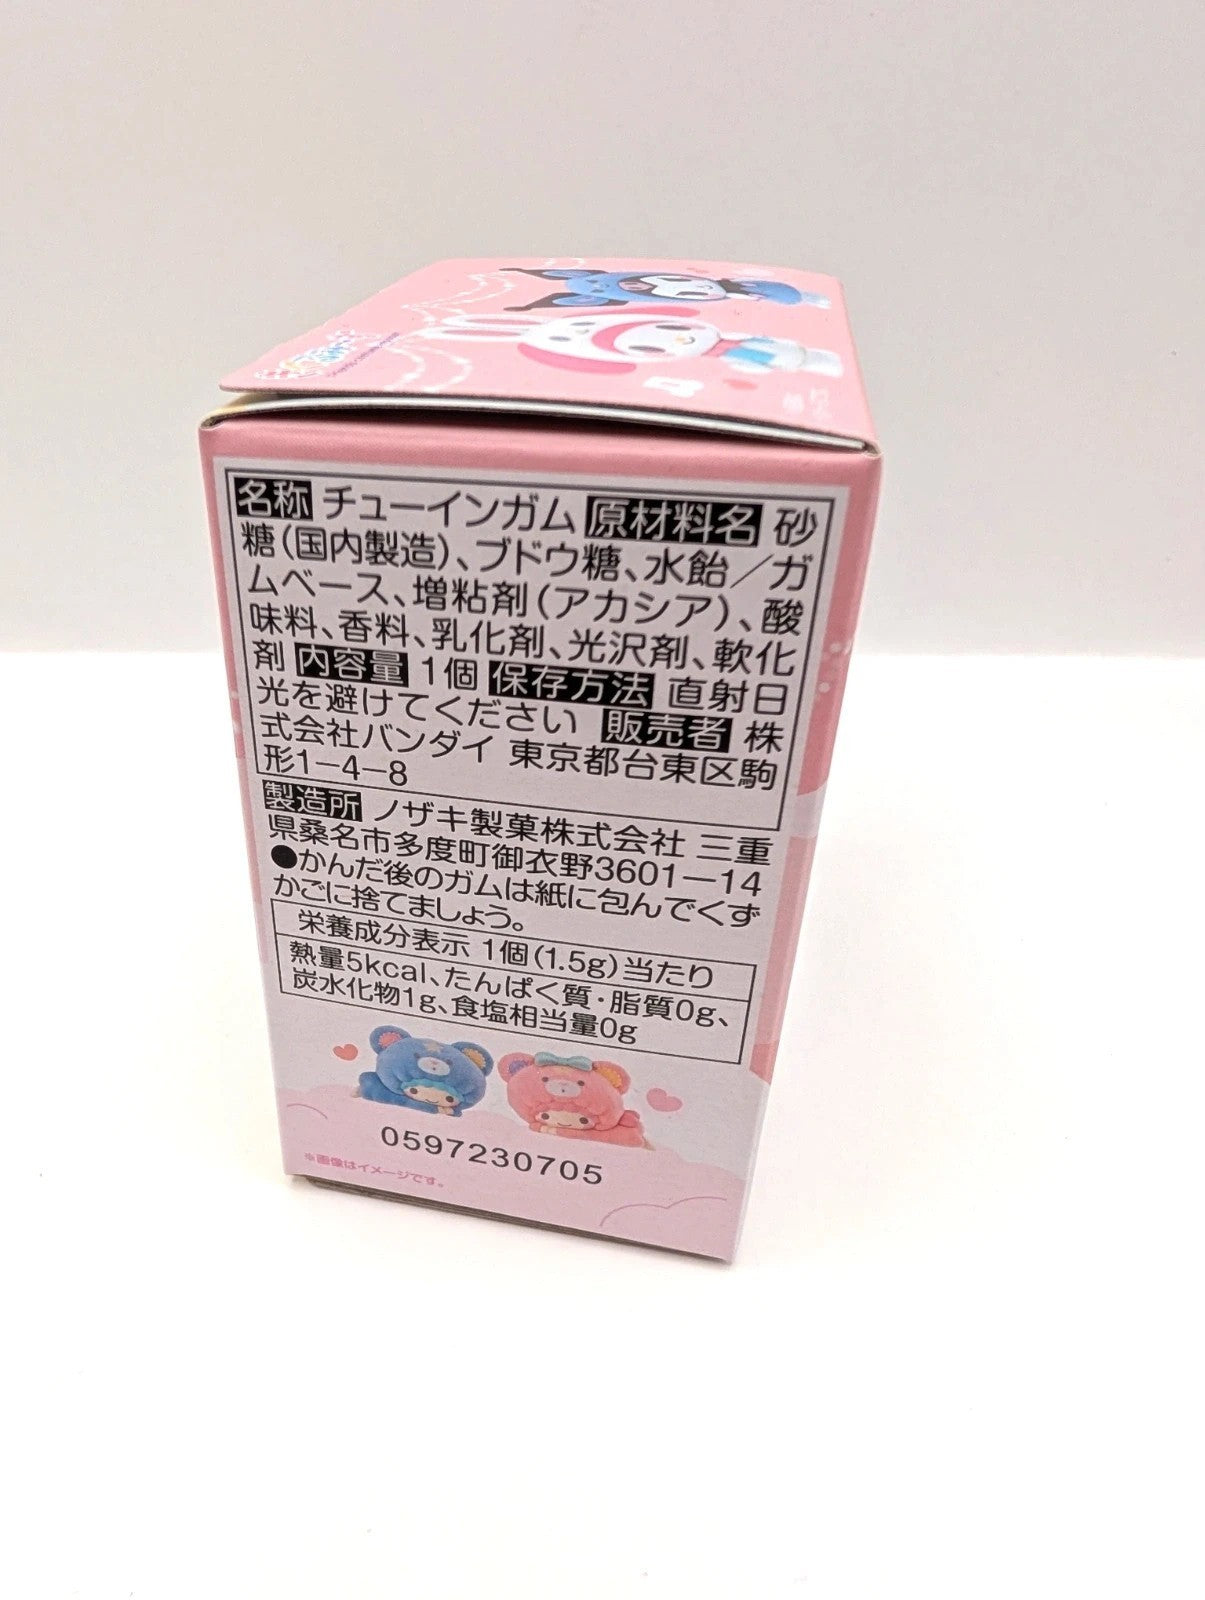 名称 チューインガム 原材料名 砂
糖(国内製造)、ブドウ糖、水飴/ガ
ムベース、増粘剤(アカシア)、酸
味料、香料、乳化剤、光沢剤、軟化
剤 内容量 1個 保存方法 直射日
光を避けてください 販売者 株
式会社バンダイ 東京都台東区駒
形1-4-8
製造所 ノザキ製菓株式会社 三重
県桑名市多度町御衣野3601-14
●かんだ後のガムは紙に包んでくず
かごに捨てましょう。
栄養成分表示 1個(1.5g)当たり
熱量5kcal、たんぱく質・脂質0g、
炭水化物1g、食塩相当量0g
0597230705
※画像はイメージです。